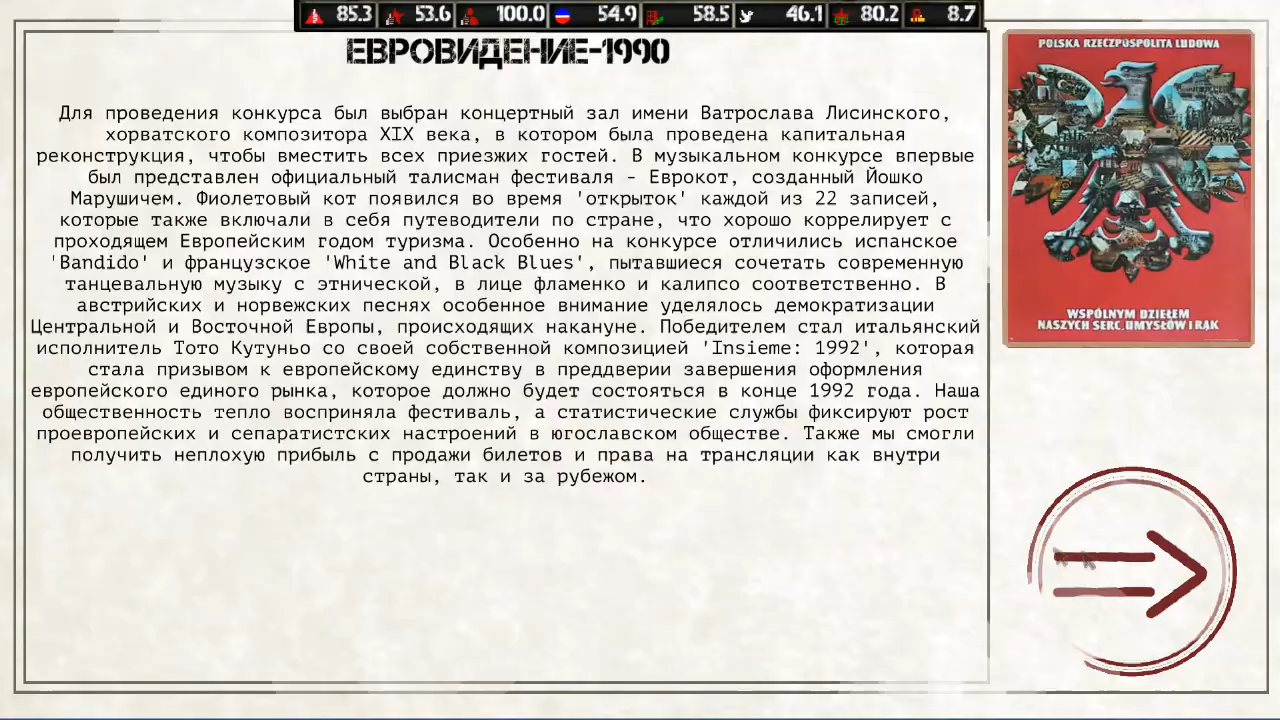 85.3 53.6 100.0 54.9 58.5 46.1 80.2 8.7
ЕВРОВИДЕНИЕ-1990
Для проведения конкурса был выбран концертный зал имени Ватрослава Лисинского,
хорватского композитора XIX века, в котором была проведена капитальная
реконструкция, чтобы вместить всех приезжих гостей. В музыкальном конкурсе впервые
был представлен официальный талисман фестиваля - Еврокот, созданный Йошко
Марушичем. Фиолетовый кот появился во время 'открыток' каждой из 22 записей,
которые также включали в себя путеводители по стране, что хорошо коррелирует с
проходящем Европейским годом туризма. Особенно на конкурсе отличились испанское
'Bandido' и французское 'White and Black Blues', пытавшиеся сочетать современную
танцевальную музыку с этнической, в лице фламенко и калипсо соответственно. В
австрийских и норвежских песнях особенное внимание уделялось демократизации
Центральной и Восточной Европы, происходящих накануне. Победителем стал итальянский
исполнитель Тото Кутуньо со своей собственной композицией 'Insieme: 1992', которая
стала призывом к европейскому единству в преддверии завершения оформления
европейского единого рынка, которое должно будет состояться в конце 1992 года. Наша
общественность тепло восприняла фестиваль, а статистические службы фиксируют рост
проевропейских и сепаратистских настроений в югославском обществе. Также мы смогли
получить неплохую прибыль с продажи билетов и права на трансляции как внутри
страны, так и за рубежом.
POLSKA RZECZPOSPOLITA LUDOWA
WSPÓLNYM DZIEŁEM
NASZYCH SERC, UMYSŁÓW I RĄK